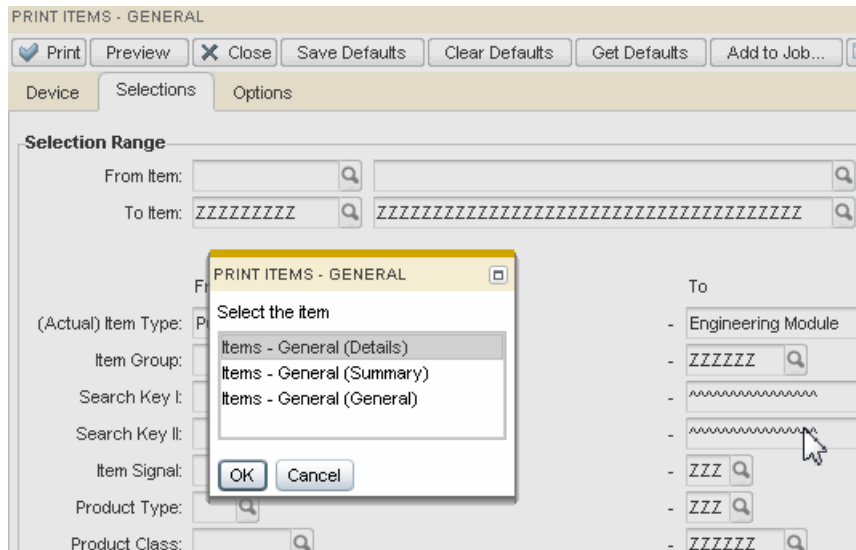 PRINT ITEMS - GENERAL
Print Preview Close Save Defaults Clear Defaults Get Defaults Add to Job...
Device Selections Options
Selection Range
From Item:
To Item: ZZZZZZZZZ ZZZZZZZZZZZZZZZZZZZZZZZZZZZZZZZZZZZZZZ
To
(Actual) Item Type: - Engineering Module
Item Group: - ZZZZZZ
Search Key I: - ^^^^^^^^^^^^^^^^
Search Key II: - ^^^^^^^^^^^^^^^^
Item Signal: - ZZZ
Product Type: - ZZZ
Product Class: - ZZZZZZ
PRINT ITEMS - GENERAL
Select the item
Items - General (Details)
Items - General (Summary)
Items - General (General)
OK Cancel